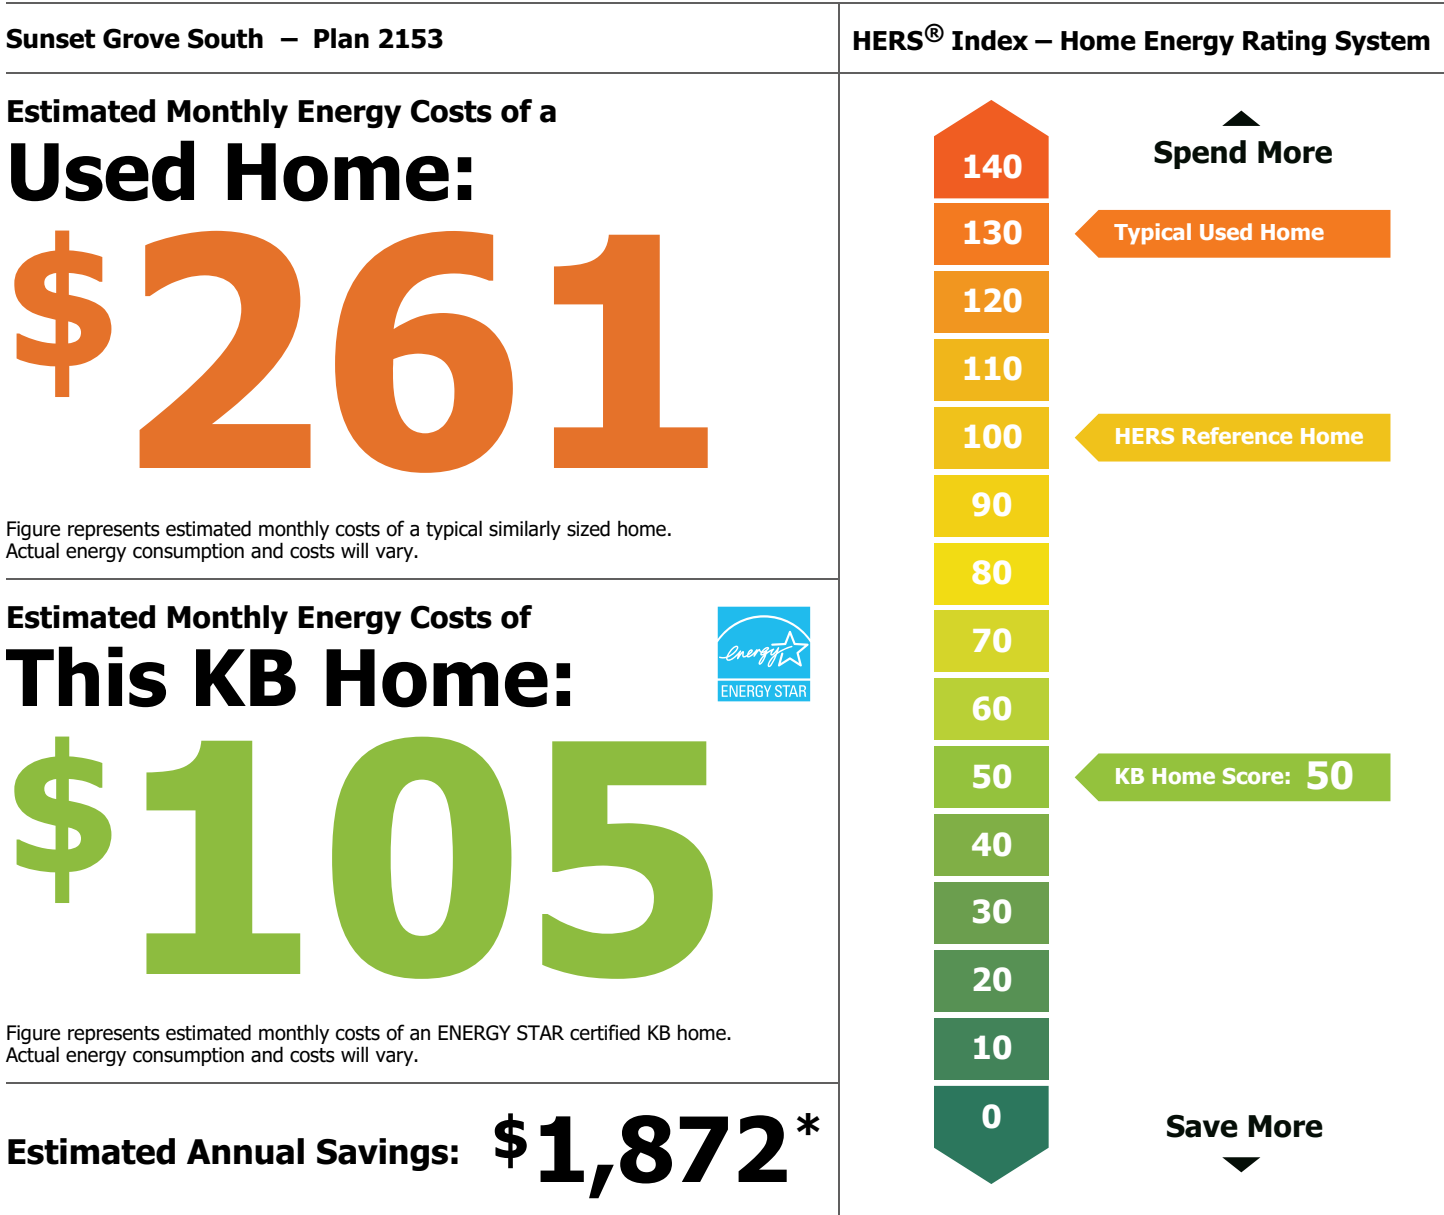 Sunset Grove South – Plan 2153
Estimated Monthly Energy Costs of a
Used Home:
$261
Figure represents estimated monthly costs of a typical similarly sized home.
Actual energy consumption and costs will vary.
Estimated Monthly Energy Costs of
This KB Home:
energy
ENERGY STAR
$105
Figure represents estimated monthly costs of an ENERGY STAR certified KB home.
Actual energy consumption and costs will vary.
Estimated Annual Savings: $1,872*
HERS® Index – Home Energy Rating System
Spend More
140
130 Typical Used Home
120
110
100 HERS Reference Home
90
80
70
60
50 KB Home Score: 50
40
30
20
10
0
Save More